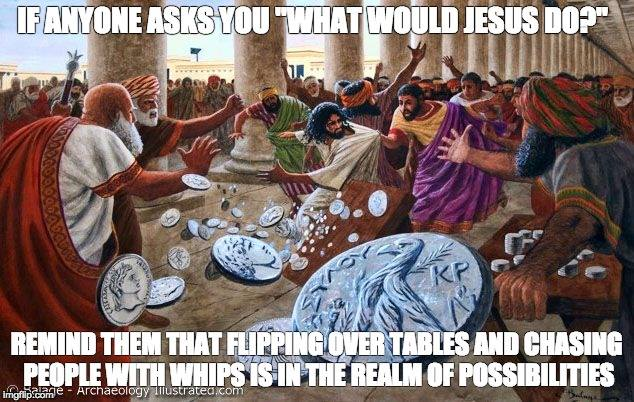 IF ANYONE ASKS YOU "WHAT WOULD JESUS DO?"
REMIND THEM THAT FLIPPING OVER TABLES AND CHASING
PEOPLE WITH WHIPS IS IN THE REALM OF POSSIBILITIES
© Balage - Archaeology Illustrated.com
imgflip.com